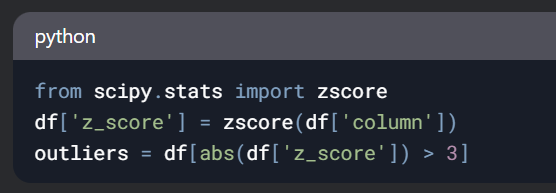 python
from scipy.stats import zscore
df['z_score'] = zscore(df['column'])
outliers = df[abs(df['z_score']) > 3]